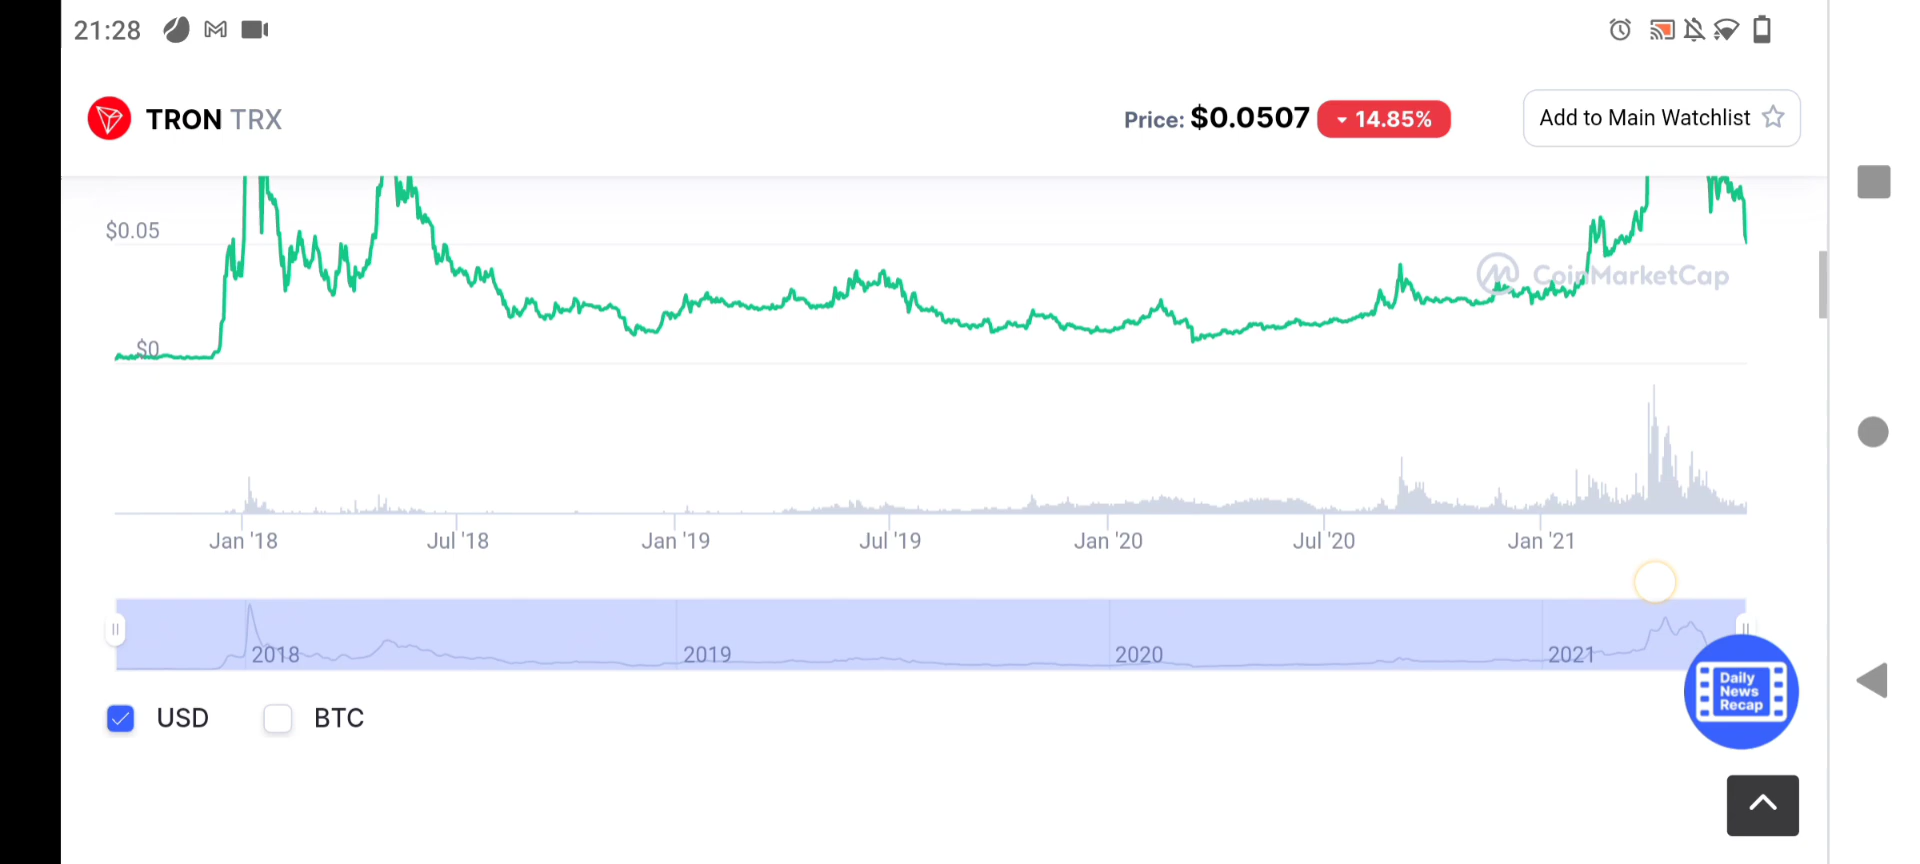 21:28
TRON TRX
Price: $0.0507 14.85%
Add to Main Watchlist
$0.05
CoinMarketCap
$0
Jan '18 Jul '18 Jan '19 Jul '19 Jan '20 Jul '20 Jan '21
2018 2019 2020 2021
Daily
News
Recap
USD BTC